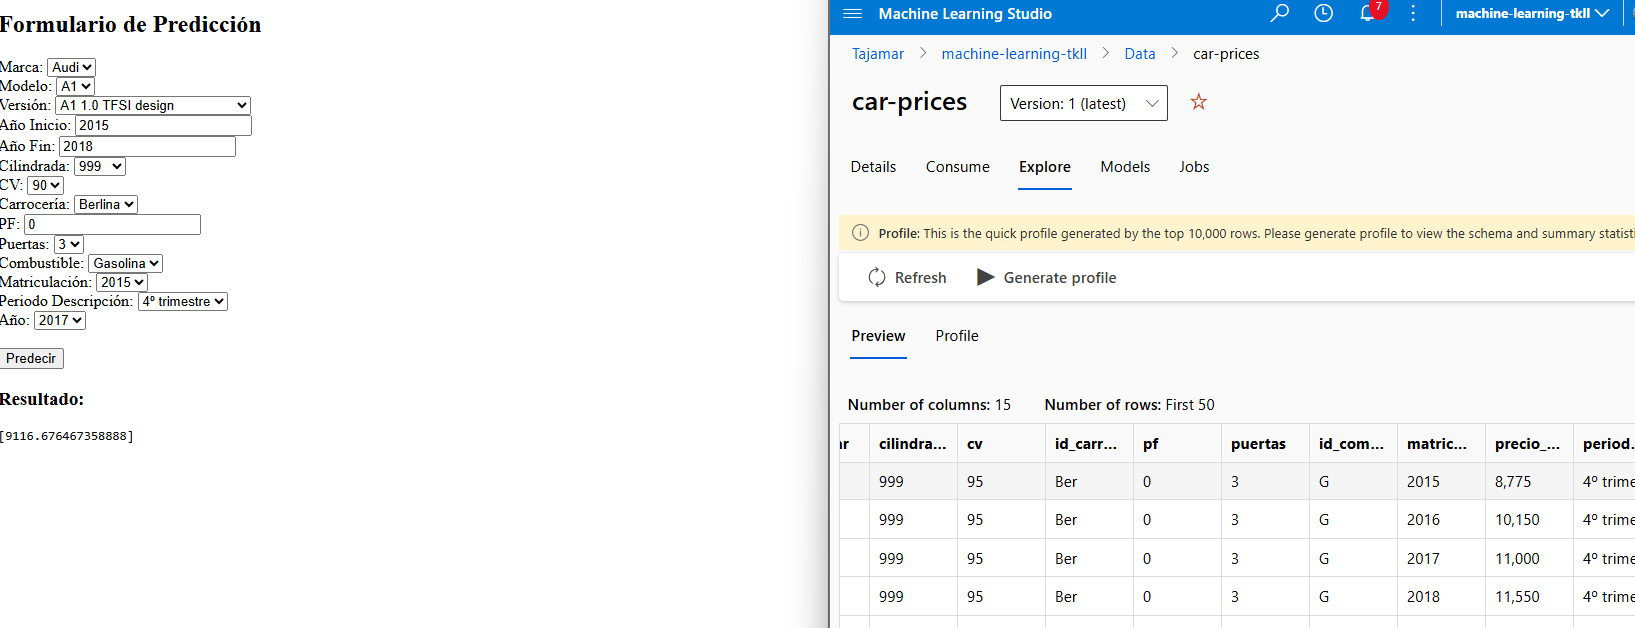 Formulario de Predicción
Marca: Audi
Modelo: A1
Versión: A1 1.0 TFSI design
Año Inicio: 2015
Año Fin: 2018
Cilindrada: 999
CV: 90
Carrocería: Berlina
PF: 0
Puertas: 3
Combustible: Gasolina
Matriculación: 2015
Periodo Descripción: 4º trimestre
Año: 2017
Predecir
Resultado:
[9116.676467358888]
Machine Learning Studio
7
machine-learning-tkll
Tajamar > machine-learning-tkll > Data > car-prices
car-prices
Version: 1 (latest)
Details Consume Explore Models Jobs
Profile: This is the quick profile generated by the top 10,000 rows. Please generate profile to view the schema and summary statisti
Refresh Generate profile
Preview Profile
Number of columns: 15 Number of rows: First 50
ar cilindra... cv id_carr... pf puertas id_com... matric... precio_... period.
999 95 Ber 0 3 G 2015 8,775 4º trime
999 95 Ber 0 3 G 2016 10,150 4º trime
999 95 Ber 0 3 G 2017 11,000 4º trime
999 95 Ber 0 3 G 2018 11,550 4º trime